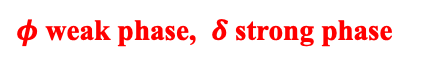 ϕ weak phase, δ strong phase